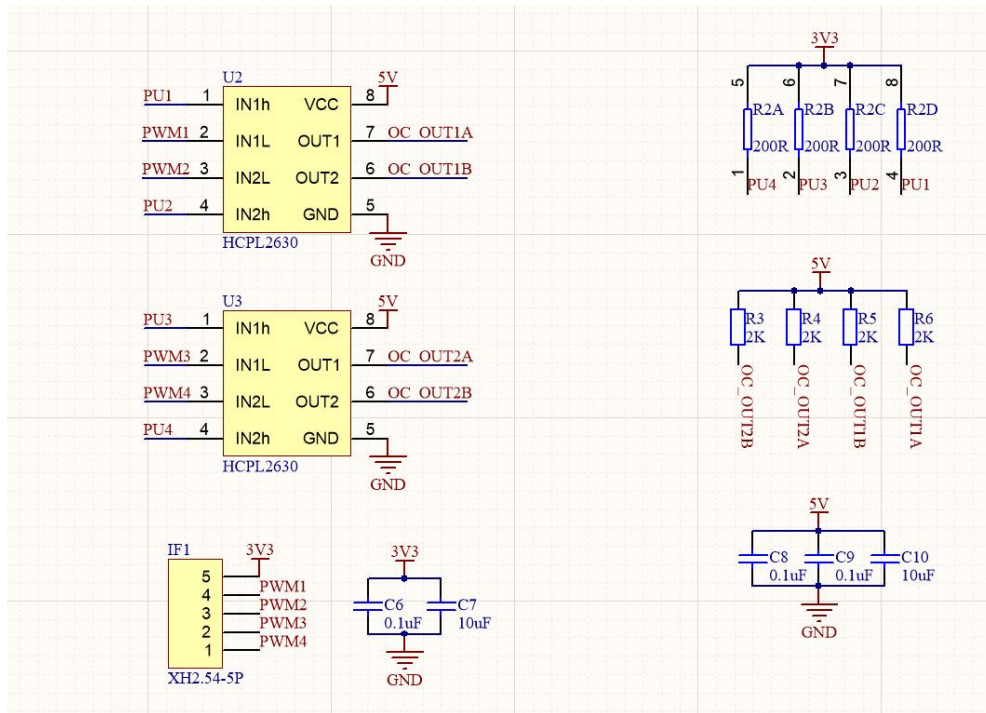 U2
5V
PU1 1 IN1h VCC 8
PWM1 2 IN1L OUT1 7 OC_OUT1A
PWM2 3 IN2L OUT2 6 OC_OUT1B
PU2 4 IN2h GND 5
HCPL2630
GND
U3
5V
PU3 1 IN1h VCC 8
PWM3 2 IN1L OUT1 7 OC_OUT2A
PWM4 3 IN2L OUT2 6 OC_OUT2B
PU4 4 IN2h GND 5
HCPL2630
GND
IF1
3V3
5
4 PWM1
3 PWM2
2 PWM3
1 PWM4
XH2.54-5P
3V3
C6 C7
0.1uF 10uF
GND
3V3
5 6 7 8
R2A R2B R2C R2D
200R 200R 200R 200R
1 2 3 4
PU4 PU3 PU2 PU1
5V
R3 R4 R5 R6
2K 2K 2K 2K
OC_OUT2B OC_OUT2A OC_OUT1B OC_OUT1A
5V
C8 C9 C10
0.1uF 0.1uF 10uF
GND